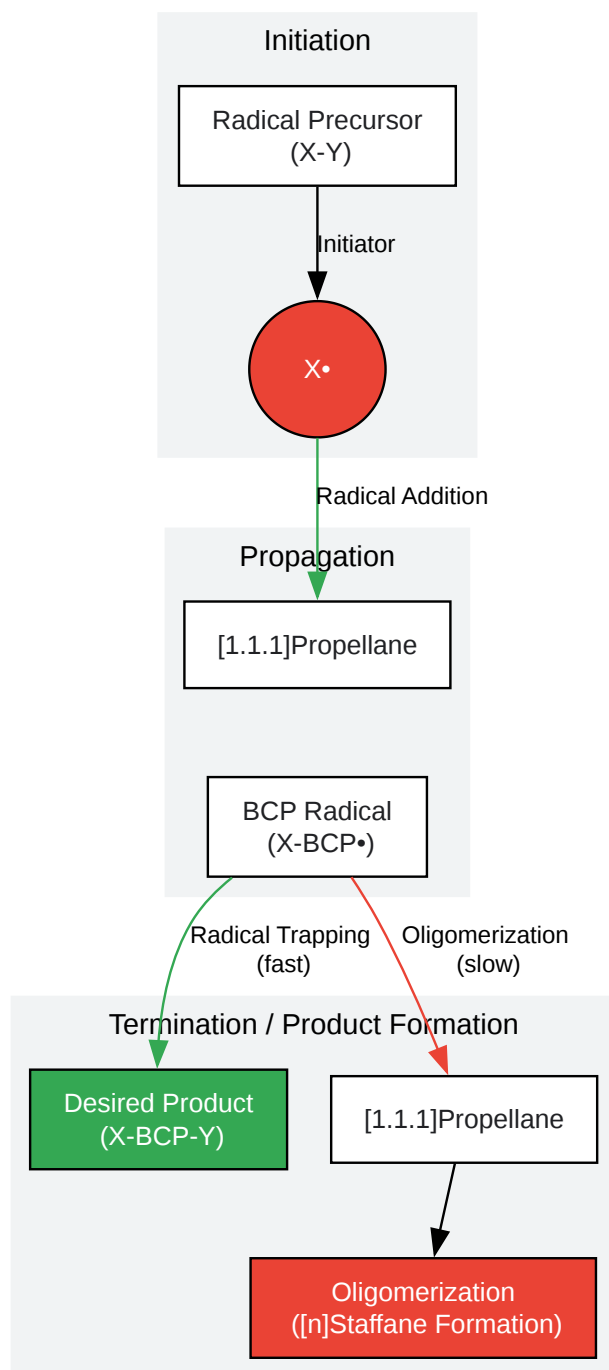 Initiation
Radical Precursor
(X-Y)
Initiator
X•
Radical Addition
Propagation
[1.1.1]Propellane
BCP Radical
(X-BCP•)
Radical Trapping
(fast)
Oligomerization
(slow)
Termination / Product Formation
Desired Product
(X-BCP-Y)
[1.1.1]Propellane
Oligomerization
([n]Staffane Formation)